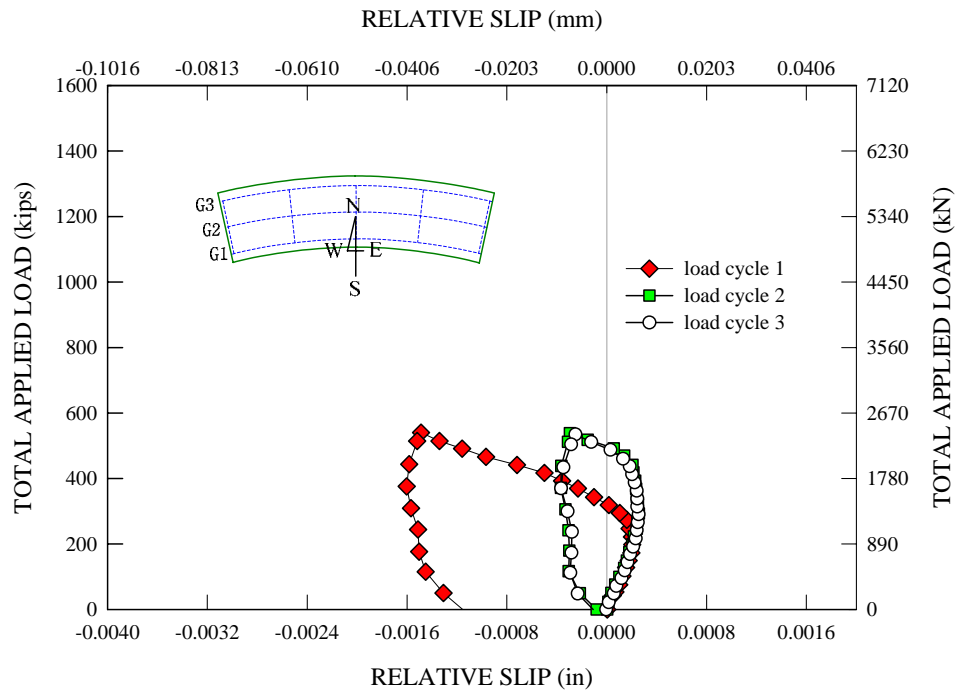 RELATIVE SLIP (mm)
-0.1016 -0.0813 -0.0610 -0.0406 -0.0203 0.0000 0.0203 0.0406
1600 7120
1400 6230
1200 5340
1000 4450
800 3560
600 2670
400 1780
200 890
0 0
TOTAL APPLIED LOAD (kips)
TOTAL APPLIED LOAD (kN)
G3
G2
G1
N
W E
S
load cycle 1
load cycle 2
load cycle 3
-0.0040 -0.0032 -0.0024 -0.0016 -0.0008 0.0000 0.0008 0.0016
RELATIVE SLIP (in)